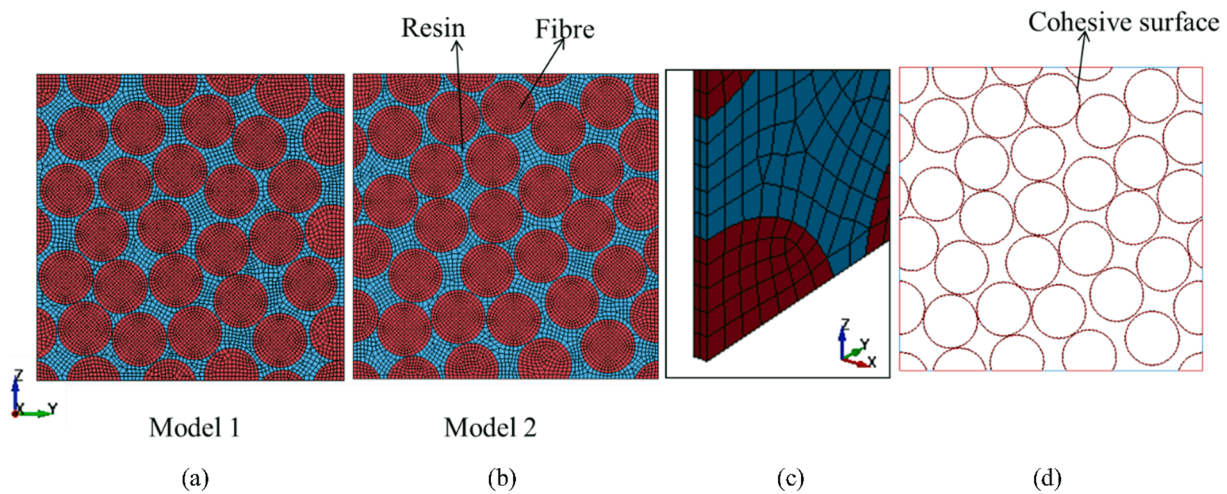 Resin
Fibre
Cohesive surface
Z
X
Y
Z
Y
X
Model 1
Model 2
(a)
(b)
(c)
(d)